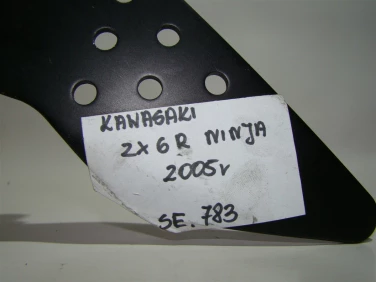 KAWASAKI
ZX 6 R NINJA
2005r
SE. 783